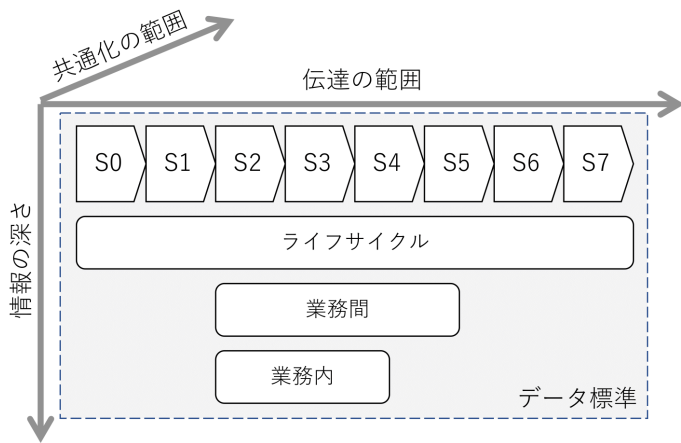 共通化の範囲
伝達の範囲
情報の深さ
S0 S1 S2 S3 S4 S5 S6 S7
ライフサイクル
業務間
業務内
データ標準